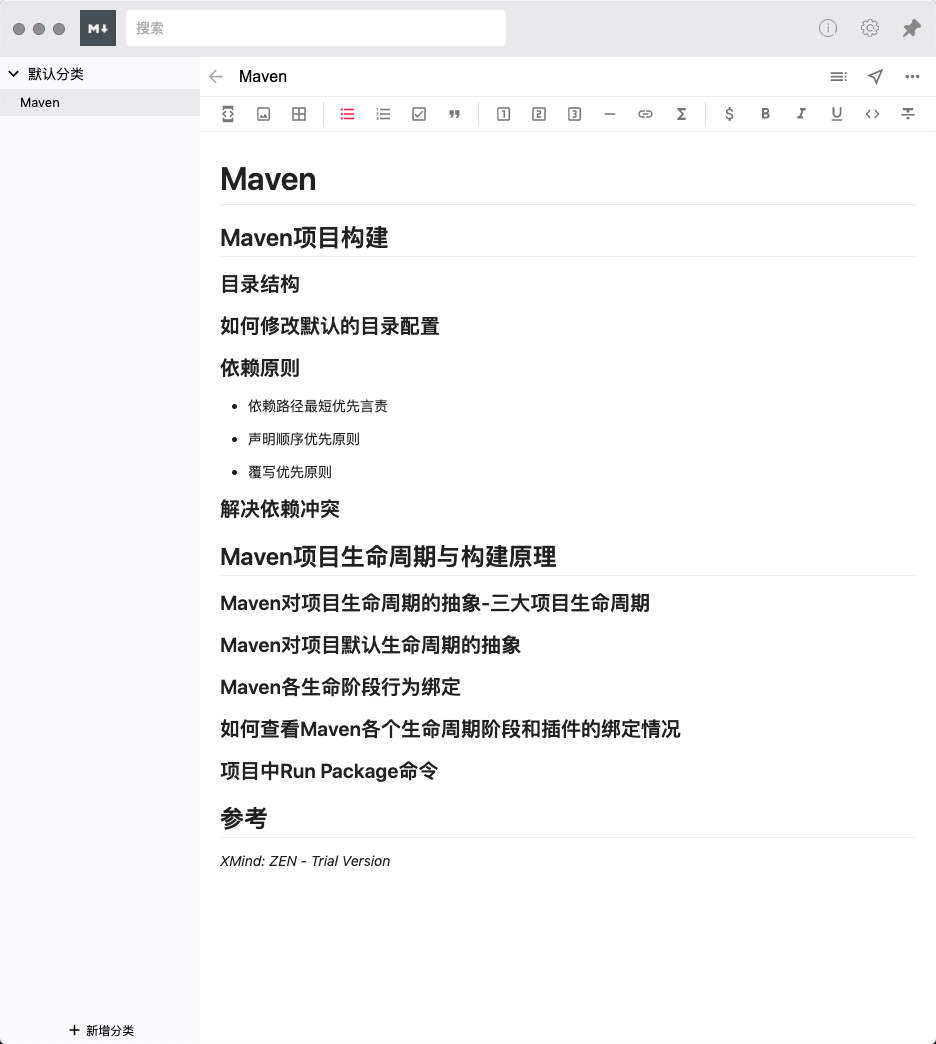 M↓
搜索
默认分类
Maven
Maven
Maven
Maven项目构建
目录结构
如何修改默认的目录配置
依赖原则
依赖路径最短优先言责
声明顺序优先原则
覆写优先原则
解决依赖冲突
Maven项目生命周期与构建原理
Maven对项目生命周期的抽象-三大项目生命周期
Maven对项目默认生命周期的抽象
Maven各生命阶段行为绑定
如何查看Maven各个生命周期阶段和插件的绑定情况
项目中Run Package命令
参考
XMind: ZEN - Trial Version
+ 新增分类